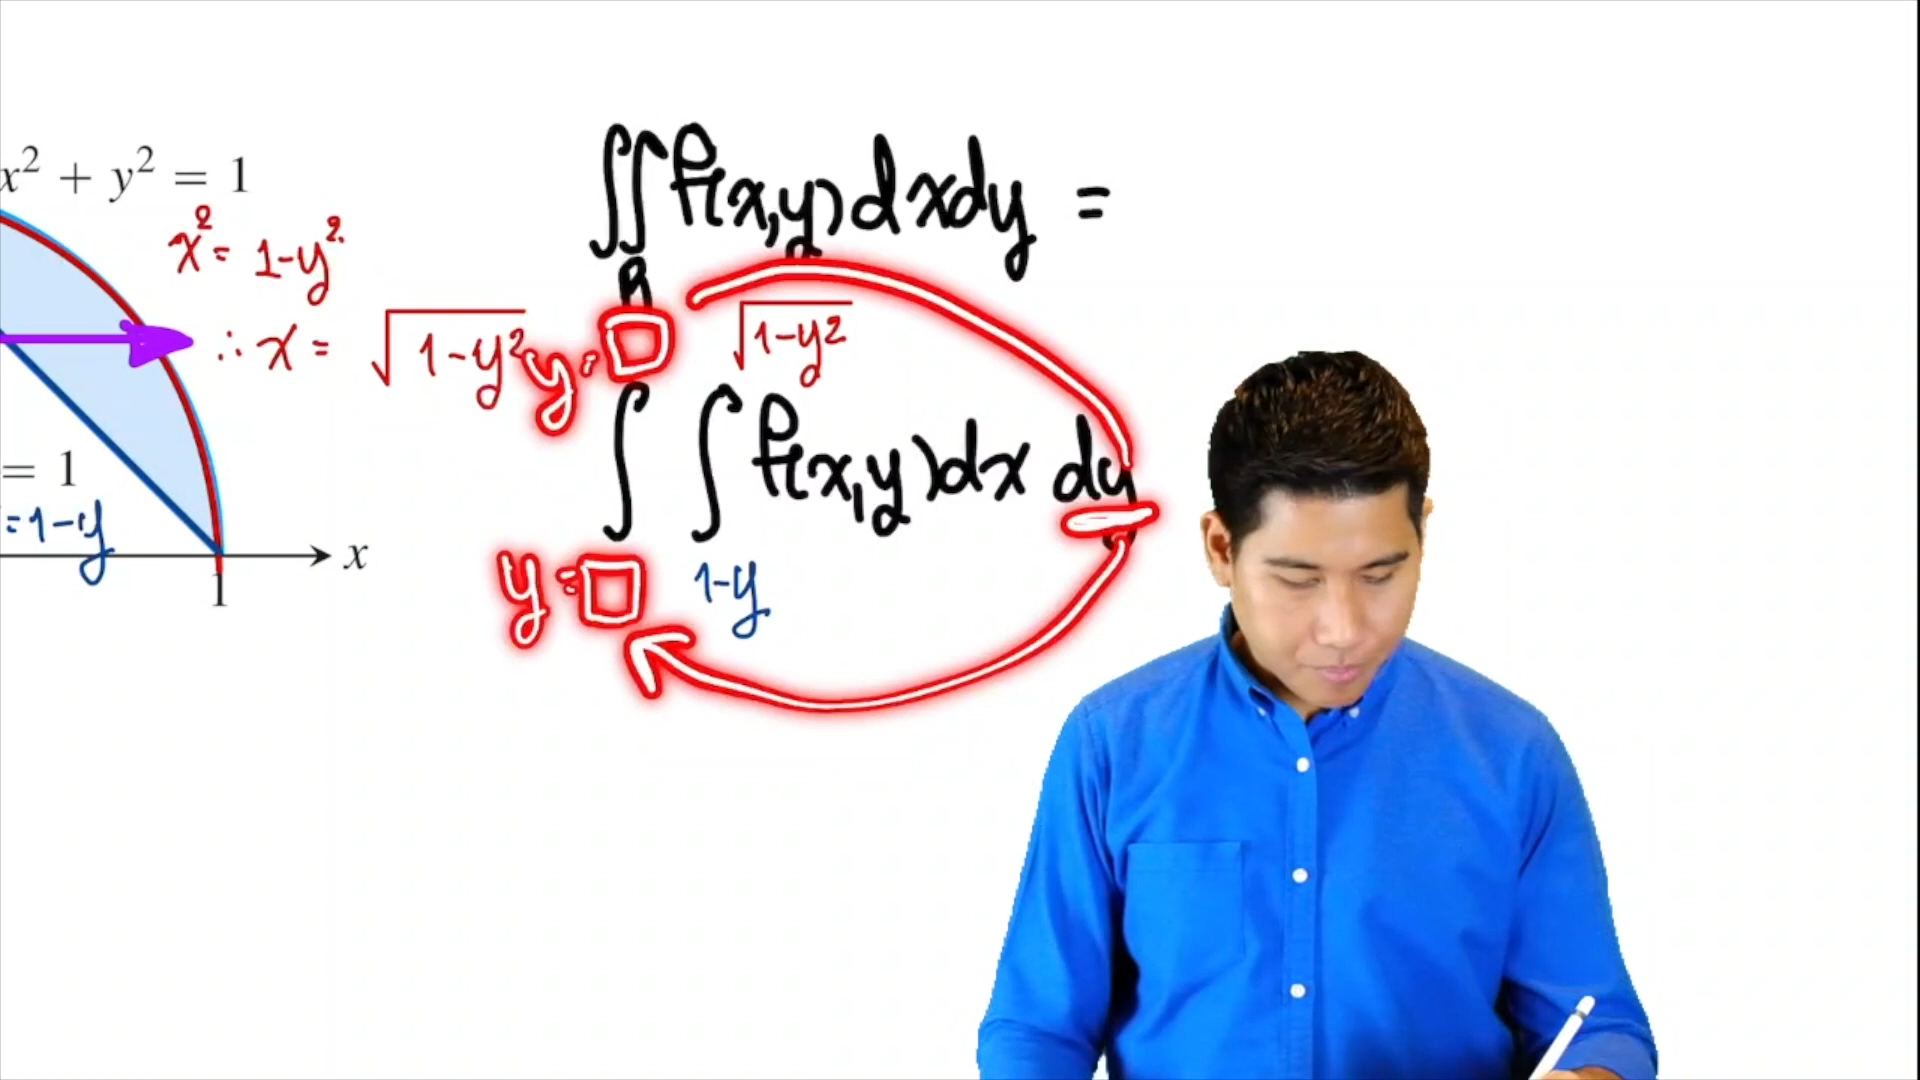 x² + y² = 1
x² = 1-y²
∴ x = √1-y²
= 1
=1-y
x
1
∬ f(x,y) dx dy =
R
y=□ √1-y²
∫ ∫ f(x,y) dx dy
y=□ 1-y